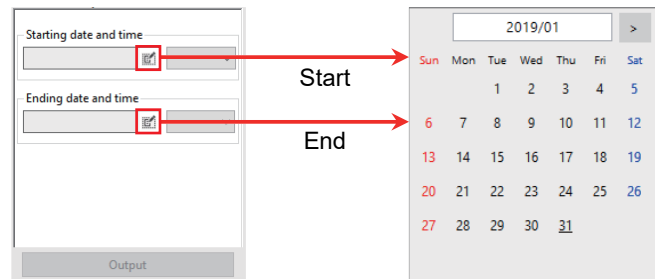 Starting date and time
Ending date and time
Output
Start
End
2019/01 >
Sun Mon Tue Wed Thu Fri Sat
1 2 3 4 5
6 7 8 9 10 11 12
13 14 15 16 17 18 19
20 21 22 23 24 25 26
27 28 29 30 31